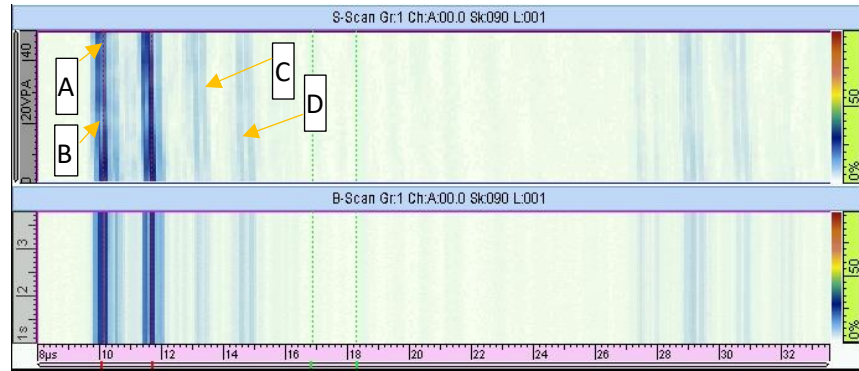 S-Scan Gr:1 Ch:A:00.0 Sk:090 L:001
A
B
C
D
40
20VPA
0
50
0%
B-Scan Gr:1 Ch:A:00.0 Sk:090 L:001
3
2
1s
50
0%
8µs 10 12 14 16 18 20 22 24 26 28 30 32